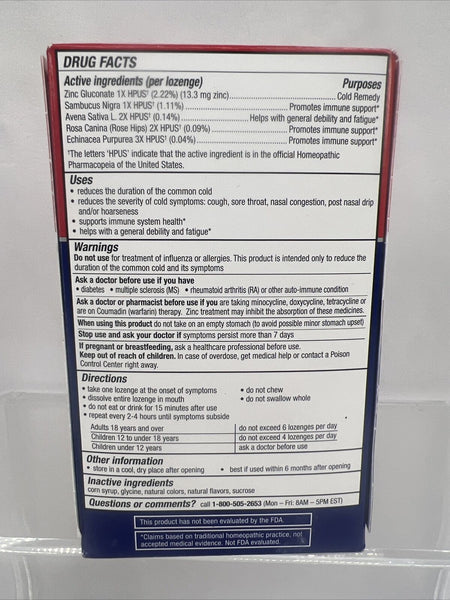 DRUG FACTS
Active ingredients (per lozenge) Purposes
Zinc Gluconate 1X HPUS† (2.22%) (13.3 mg zinc)..........Cold Remedy
Sambucus Nigra 1X HPUS† (1.11%)..........Promotes immune support*
Avena Sativa L. 2X HPUS† (0.14%)..........Helps with general debility and fatigue*
Rosa Canina (Rose Hips) 2X HPUS† (0.09%)..........Promotes immune support*
Echinacea Purpurea 3X HPUS† (0.04%)..........Promotes immune support*
†The letters 'HPUS' indicate that the active ingredient is in the official Homeopathic
Pharmacopeia of the United States.
Uses
• reduces the duration of the common cold
• reduces the severity of cold symptoms: cough, sore throat, nasal congestion, post nasal drip
and/or hoarseness
• supports immune system health*
• helps with a general debility and fatigue*
Warnings
Do not use for treatment of influenza or allergies. This product is intended only to reduce the
duration of the common cold and its symptoms
Ask a doctor before use if you have
• diabetes • multiple sclerosis (MS) • rheumatoid arthritis (RA) or other auto-immune condition
Ask a doctor or pharmacist before use if you are taking minocycline, doxycycline, tetracycline or
are on Coumadin (warfarin) therapy. Zinc treatment may inhibit the absorption of these medicines.
When using this product do not take on an empty stomach (to avoid possible minor stomach upset)
Stop use and ask your doctor if symptoms persist more than 7 days
If pregnant or breastfeeding, ask a healthcare professional before use.
Keep out of reach of children. In case of overdose, get medical help or contact a Poison
Control Center right away.
Directions
• take one lozenge at the onset of symptoms • do not chew
• dissolve entire lozenge in mouth • do not swallow whole
• do not eat or drink for 15 minutes after use
• repeat every 2-4 hours until symptoms subside
Adults 18 years and over do not exceed 6 lozenges per day
Children 12 to under 18 years do not exceed 4 lozenges per day
Children under 12 years ask a doctor before use
Other information
• store in a cool, dry place after opening • best if used within 6 months after opening
Inactive ingredients
corn syrup, glycine, natural colors, natural flavors, sucrose
Questions or comments? call 1-800-505-2653 (Mon – Fri: 8AM – 5PM EST)
This product has not been evaluated by the FDA.
*Claims based on traditional homeopathic practice, not
accepted medical evidence. Not FDA evaluated.